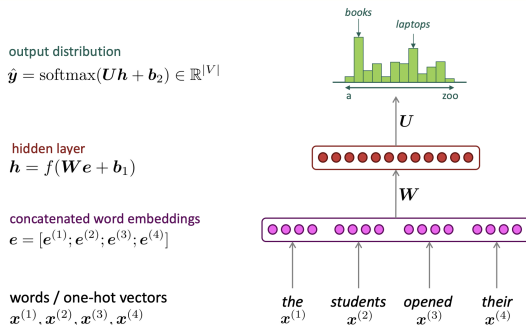 books
laptops
output distribution
ŷ = softmax(Uh + b₂) ∈ ℝ^|V|
a
zoo
U
hidden layer
h = f(We + b₁)
W
concatenated word embeddings
e = [e⁽¹⁾; e⁽²⁾; e⁽³⁾; e⁽⁴⁾]
words / one-hot vectors
the students opened their
x⁽¹⁾, x⁽²⁾, x⁽³⁾, x⁽⁴⁾
x⁽¹⁾ x⁽²⁾ x⁽³⁾ x⁽⁴⁾